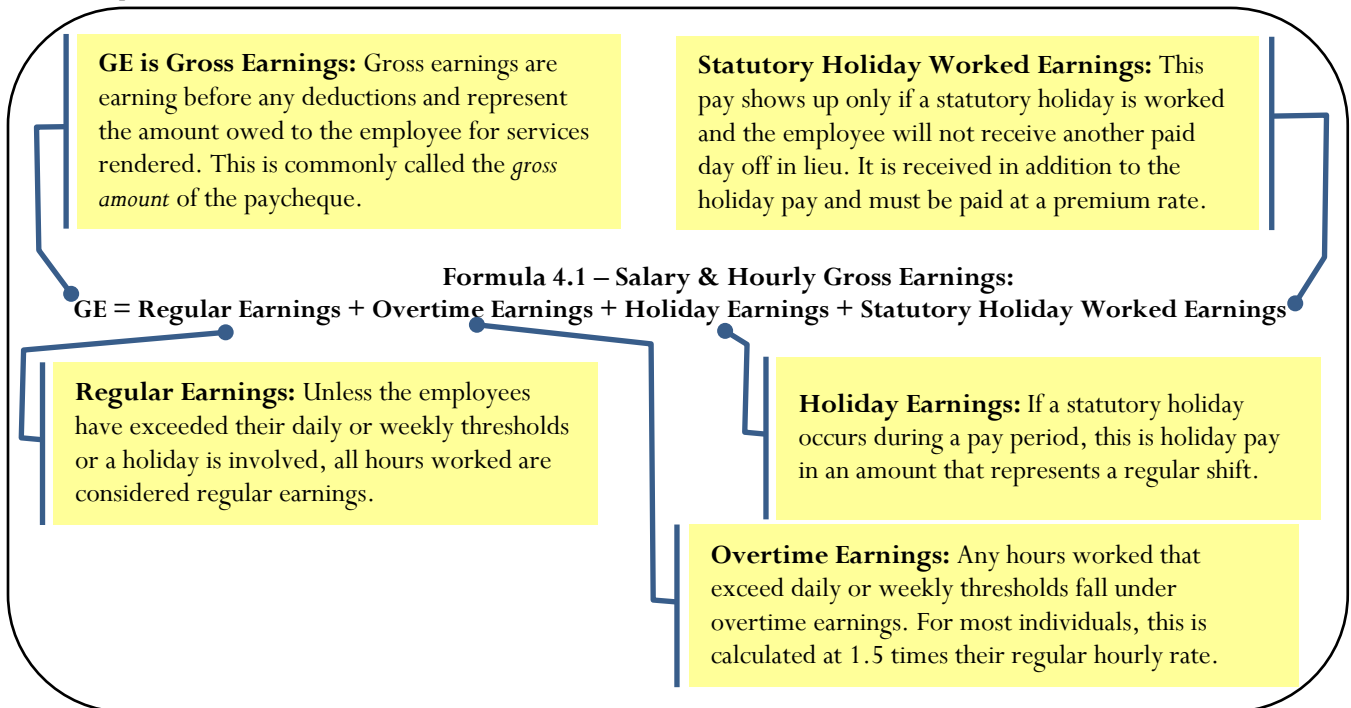 GE is Gross Earnings: Gross earnings are
earning before any deductions and represent
the amount owed to the employee for services
rendered. This is commonly called the gross
amount of the paycheque.
Statutory Holiday Worked Earnings: This
pay shows up only if a statutory holiday is worked
and the employee will not receive another paid
day off in lieu. It is received in addition to the
holiday pay and must be paid at a premium rate.
Formula 4.1 – Salary & Hourly Gross Earnings:
GE = Regular Earnings + Overtime Earnings + Holiday Earnings + Statutory Holiday Worked Earnings
Regular Earnings: Unless the employees
have exceeded their daily or weekly thresholds
or a holiday is involved, all hours worked are
considered regular earnings.
Holiday Earnings: If a statutory holiday
occurs during a pay period, this is holiday pay
in an amount that represents a regular shift.
Overtime Earnings: Any hours worked that
exceed daily or weekly thresholds fall under
overtime earnings. For most individuals, this is
calculated at 1.5 times their regular hourly rate.